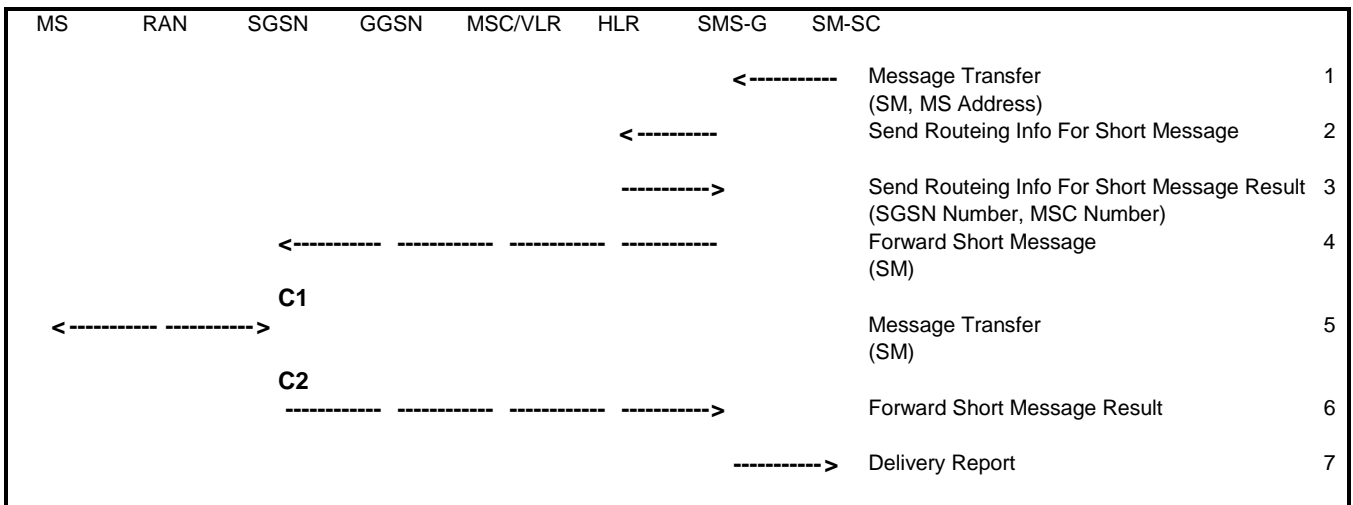 MS RAN SGSN GGSN MSC/VLR HLR SMS-G SM-SC
Message Transfer 1
(SM, MS Address)
Send Routeing Info For Short Message 2
Send Routeing Info For Short Message Result 3
(SGSN Number, MSC Number)
Forward Short Message 4
(SM)
C1
Message Transfer 5
(SM)
C2
Forward Short Message Result 6
Delivery Report 7